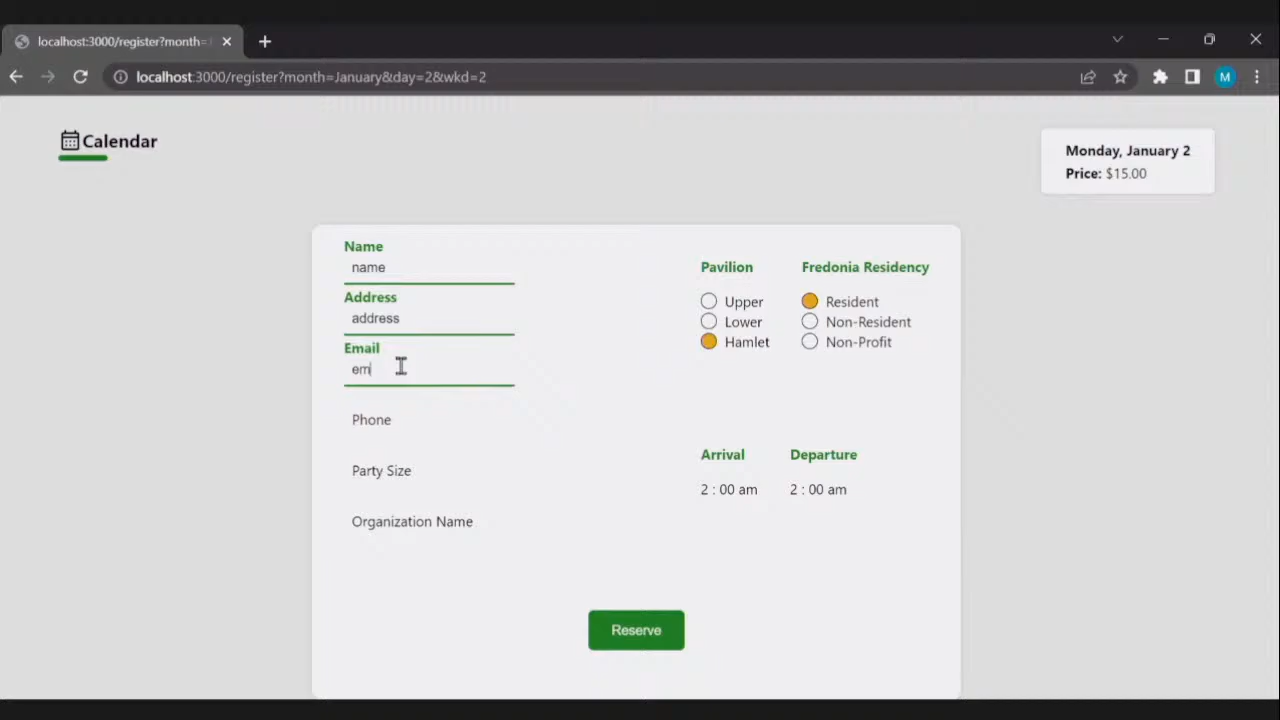 localhost:3000/register?month=
localhost:3000/register?month=January&day=2&wkd=2
M
Calendar
Monday, January 2
Price: $15.00
Name
name
Address
address
Email
em
Phone
Party Size
Organization Name
Pavilion
Upper
Lower
Hamlet
Fredonia Residency
Resident
Non-Resident
Non-Profit
Arrival
2 : 00 am
Departure
2 : 00 am
Reserve